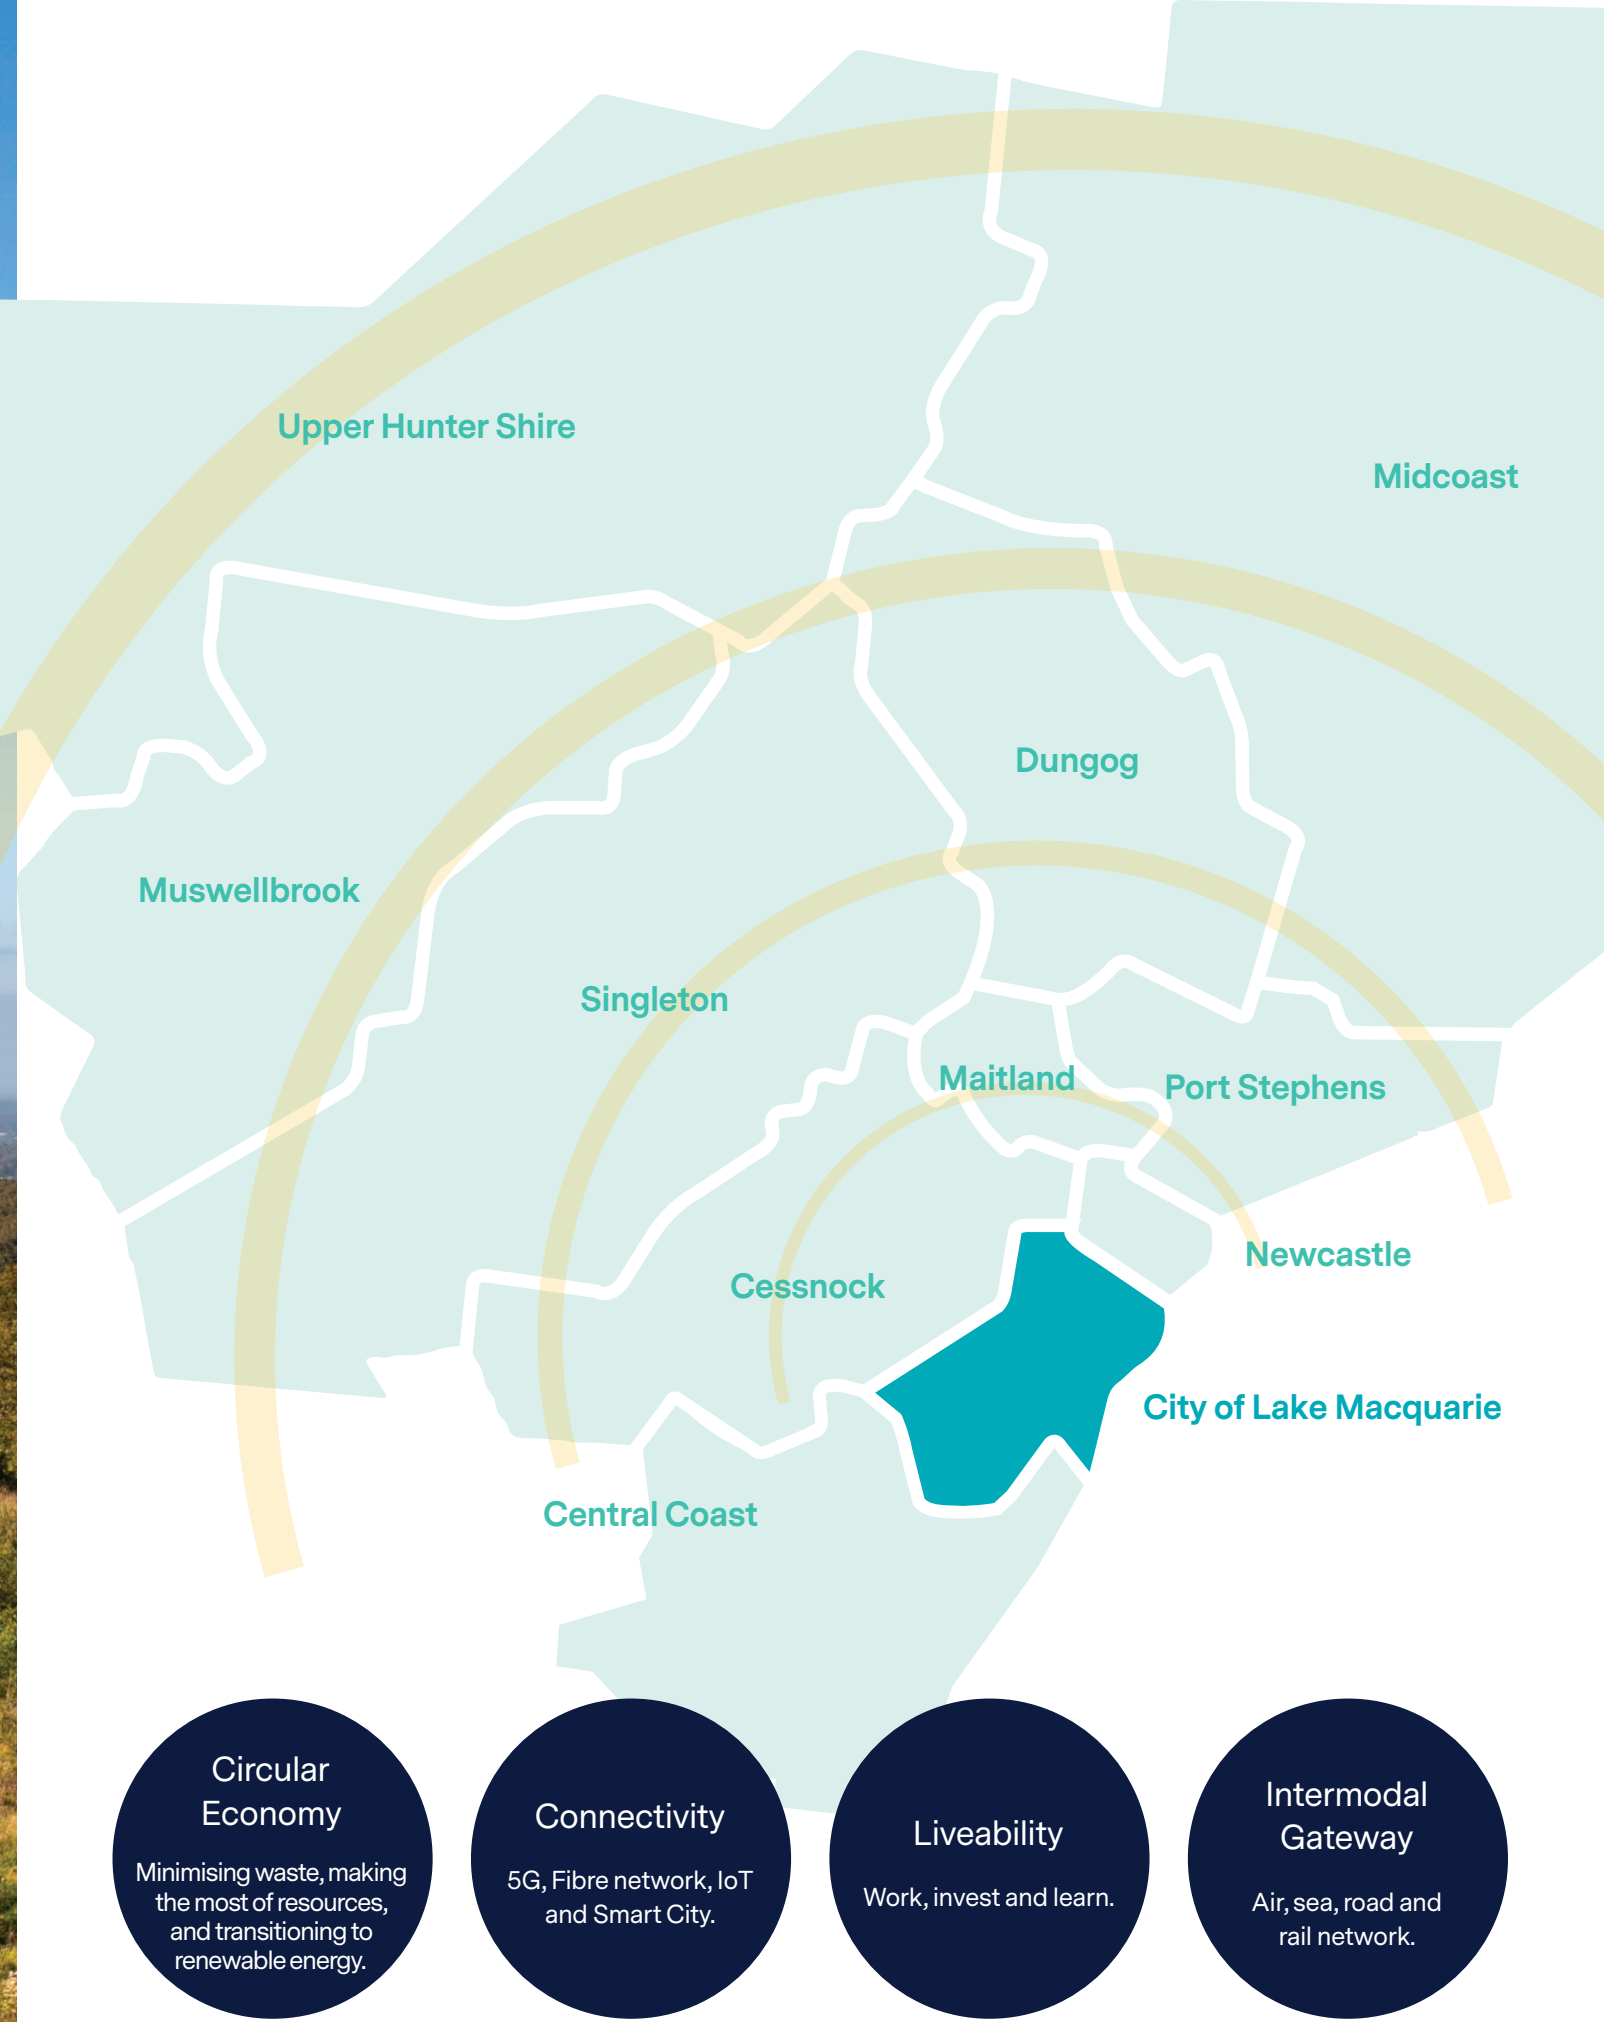 Upper Hunter Shire
Midcoast
Dungog
Muswellbrook
Singleton
Maitland
Port Stephens
Newcastle
Cessnock
City of Lake Macquarie
Central Coast
Circular
Economy
Minimising waste, making
the most of resources,
and transitioning to
renewable energy.
Connectivity
5G, Fibre network, IoT
and Smart City.
Liveability
Work, invest and learn.
Intermodal
Gateway
Air, sea, road and
rail network.